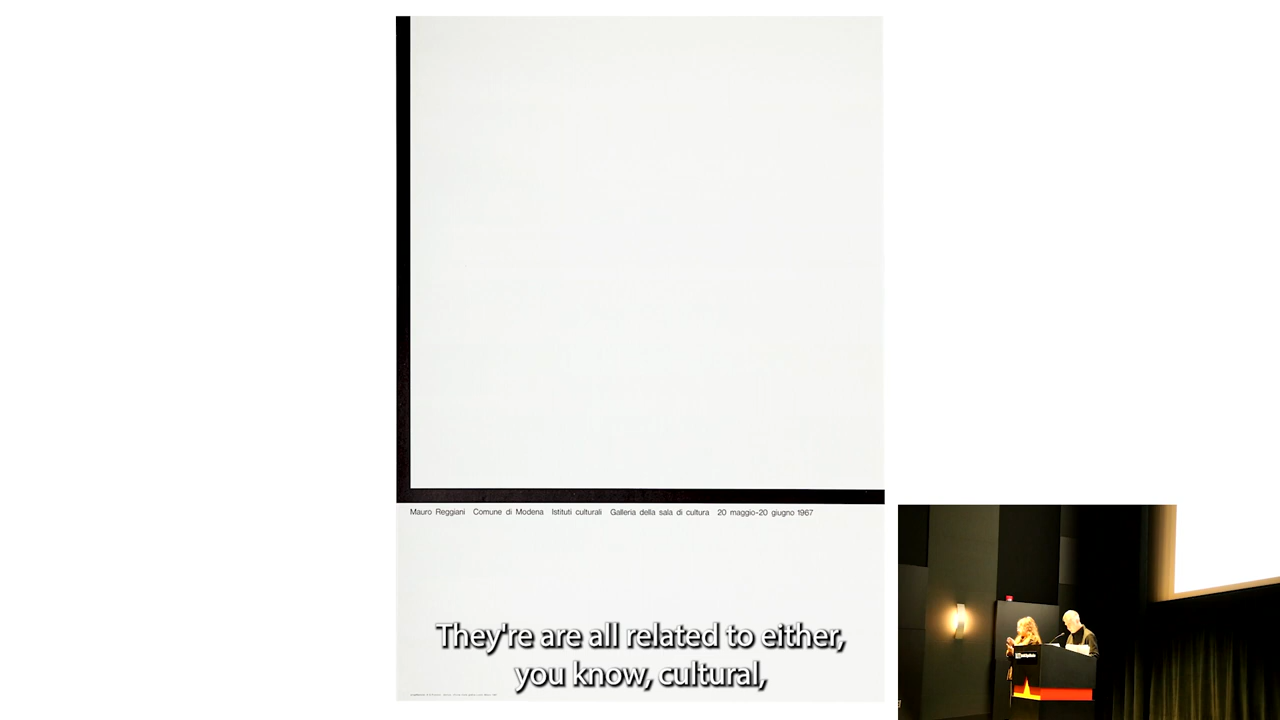 Mauro Reggiani Comune di Modena Istituti culturali Galleria della sala di cultura 20 maggio-20 giugno 1967
They're are all related to either,
you know, cultural,